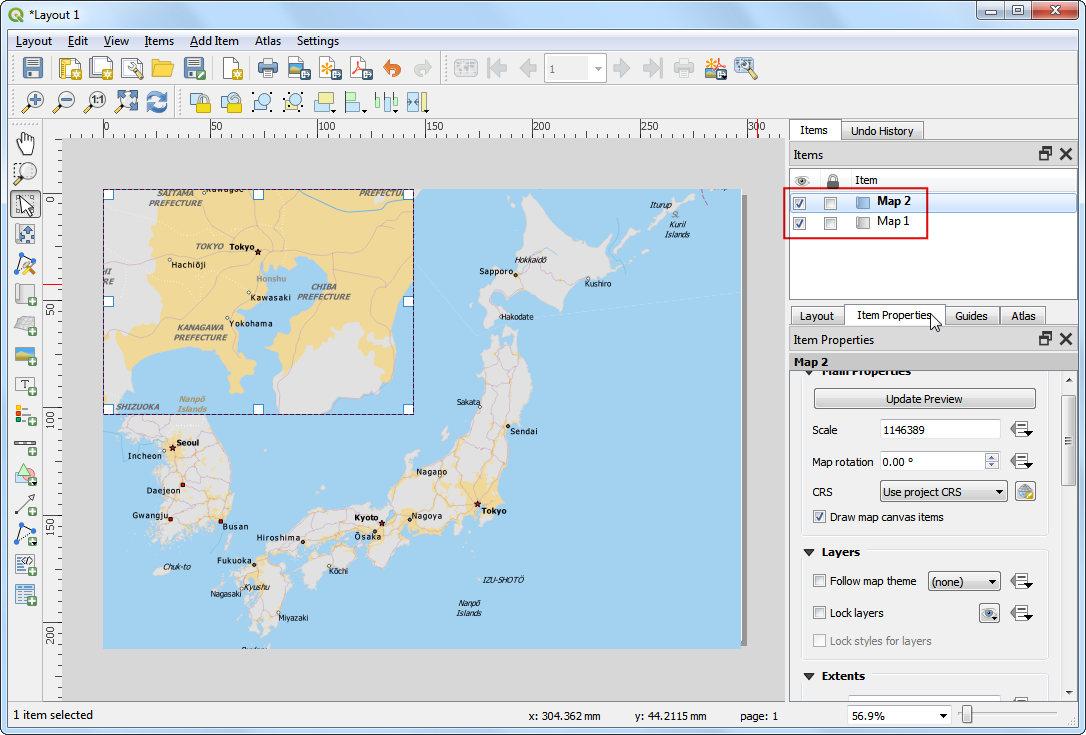 *Layout 1
Layout Edit View Items Add Item Atlas Settings
1
0 50 100 150 200 250 300
0
50
100
150
200
Items Undo History
Items
Item
Map 2
Map 1
Layout Item Properties Guides Atlas
Item Properties
Map 2
Main Properties
Update Preview
Scale 1146389
Map rotation 0.00 °
CRS Use project CRS
Draw map canvas items
Layers
Follow map theme (none)
Lock layers
Lock styles for layers
Extents
SAITAMA
PREFECTURE
PREFECTU
TOKYO Tokyo
Hachiōji
HI
RE
Honshu
CHIBA
PREFECTURE
Kawasaki
Yokohama
KANAGAWA
PREFECTURE
SHIZUOKA
Nanpō
Islands
Iturup
SL
Kuril
Islands
Hokkaidō
Sapporo
Kushiro
Hakodate
Sakata
Sendai
Seoul
Incheon
Daejeon
Gwangju
Busan
Nagano
Tokyo
Kyoto
Nagoya
Ōsaka
Hiroshima
Fukuoka
Kōchi
Chuk-to
Kyushu
Nagasaki
Miyazaki
IZU-SHOTŌ
Nanpō
Islands
1 item selected x: 304.362 mm y: 44.2115 mm page: 1 56.9%